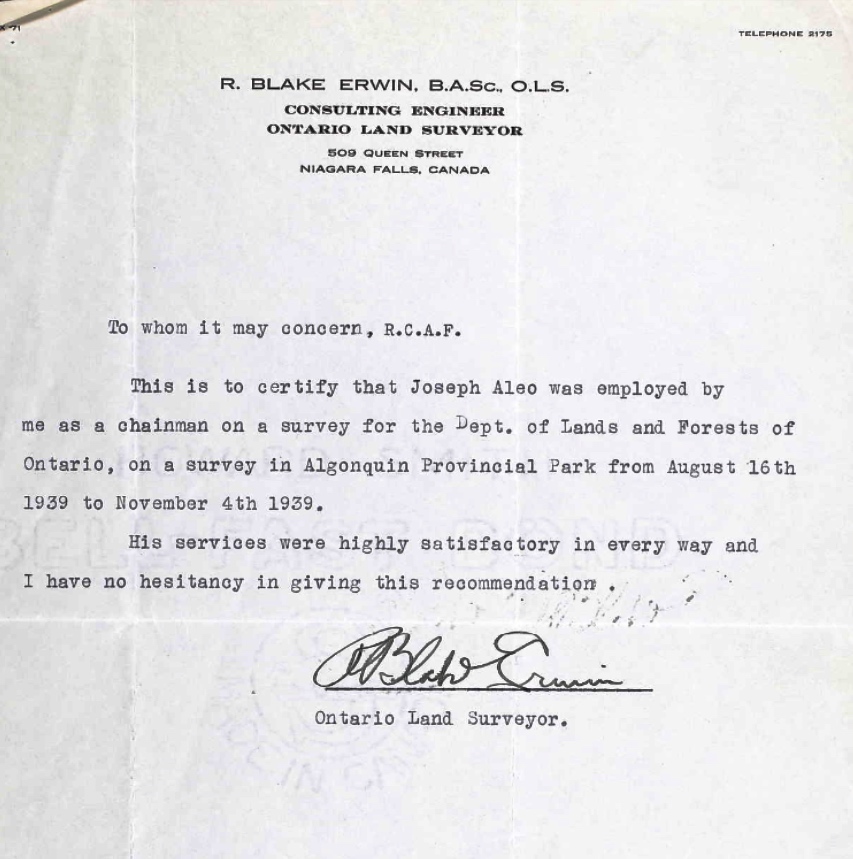 TELEPHONE 2175
R. BLAKE ERWIN, B.A.Sc., O.L.S.
CONSULTING ENGINEER
ONTARIO LAND SURVEYOR
509 QUEEN STREET
NIAGARA FALLS, CANADA
To whom it may concern, R.C.A.F.
This is to certify that Joseph Aleo was employed by
me as a chainman on a survey for the Dept. of Lands and Forests of
Ontario, on a survey in Algonquin Provincial Park from August 16th
1939 to November 4th 1939.
His services were highly satisfactory in every way and
I have no hesitancy in giving this recommendation .
R Blake Erwin
Ontario Land Surveyor.